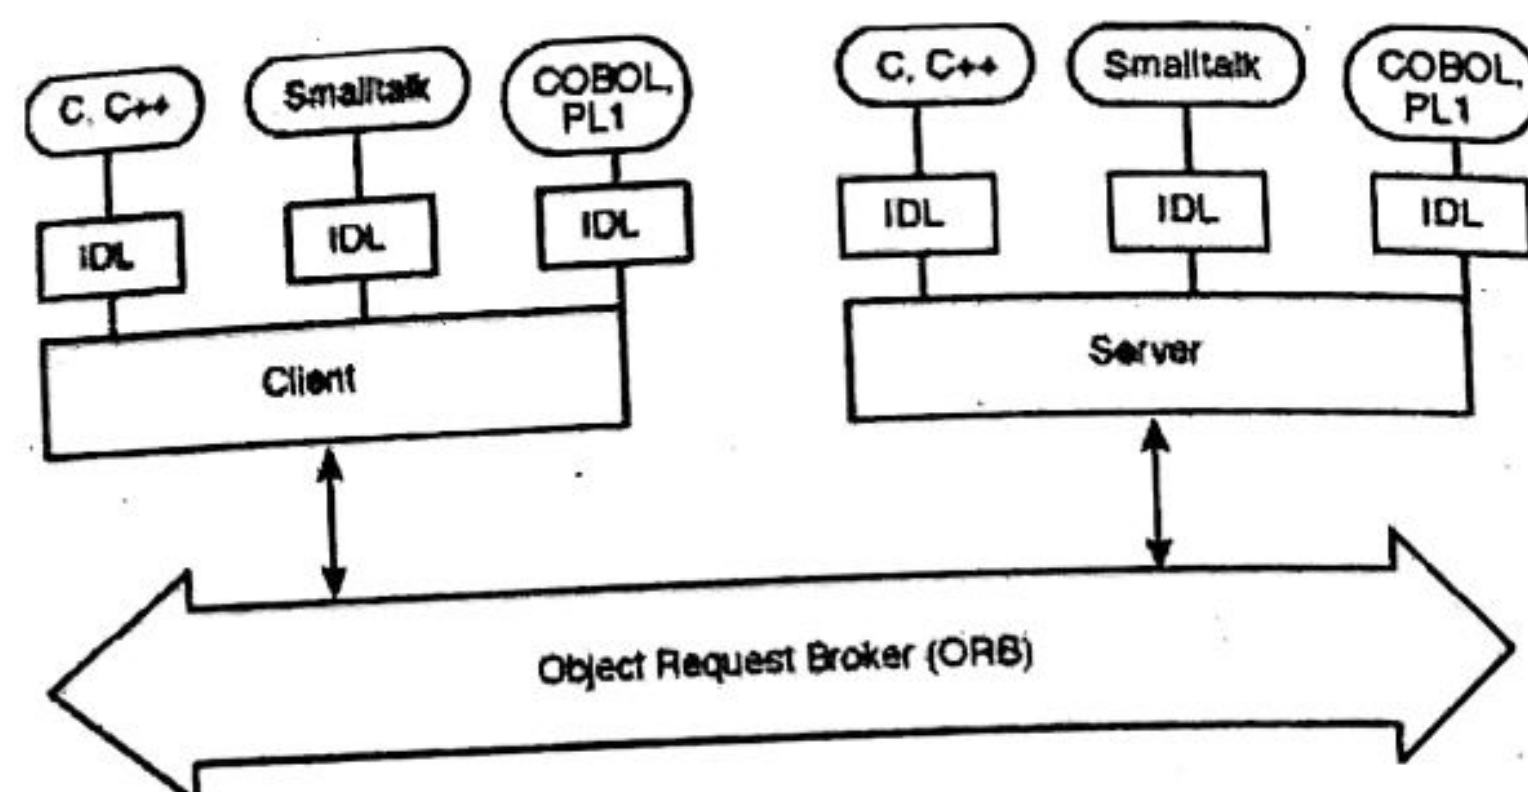 C, C++
Smalltalk
COBOL,
PL1
C, C++
Smalltalk
COBOL,
PL1
IDL
IDL
IDL
IDL
IDL
IDL
Client
Server
Object Request Broker (ORB)